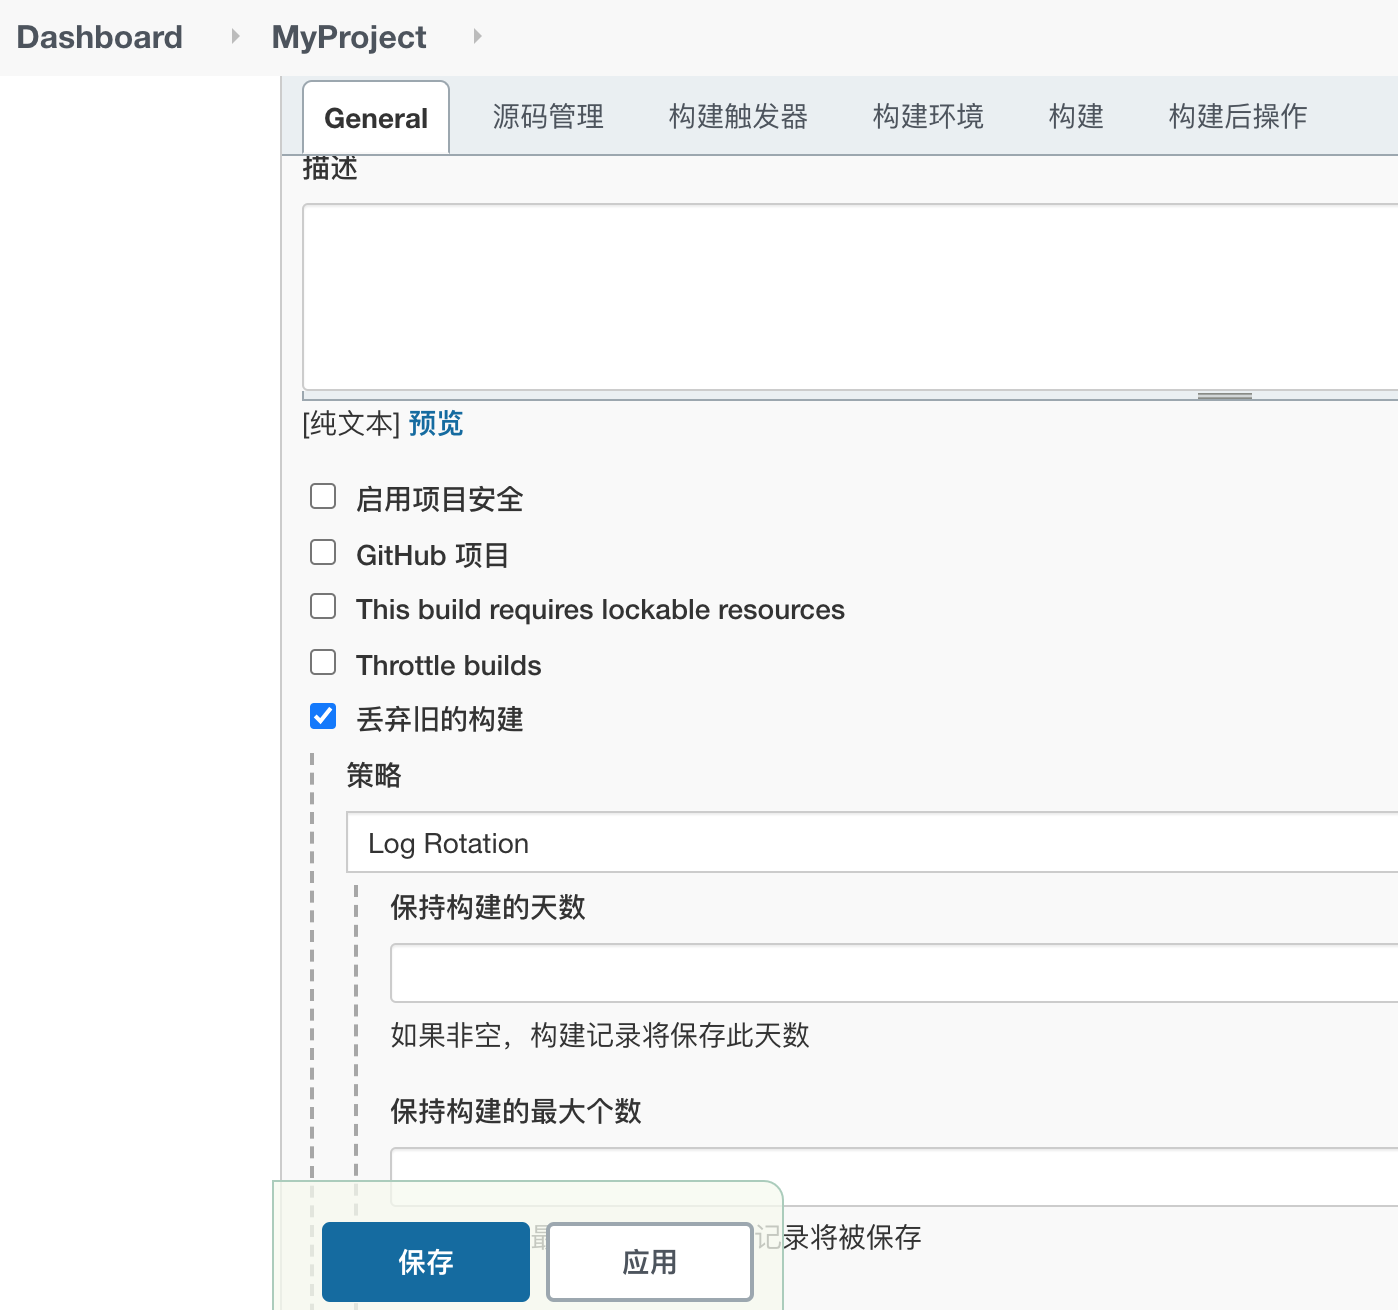 Dashboard
MyProject
General
源码管理
构建触发器
构建环境
构建
构建后操作
描述
[纯文本] 预览
启用项目安全
GitHub 项目
This build requires lockable resources
Throttle builds
丢弃旧的构建
策略
Log Rotation
保持构建的天数
如果非空，构建记录将保存此天数
保持构建的最大个数
最 记录将被保存
保存
应用